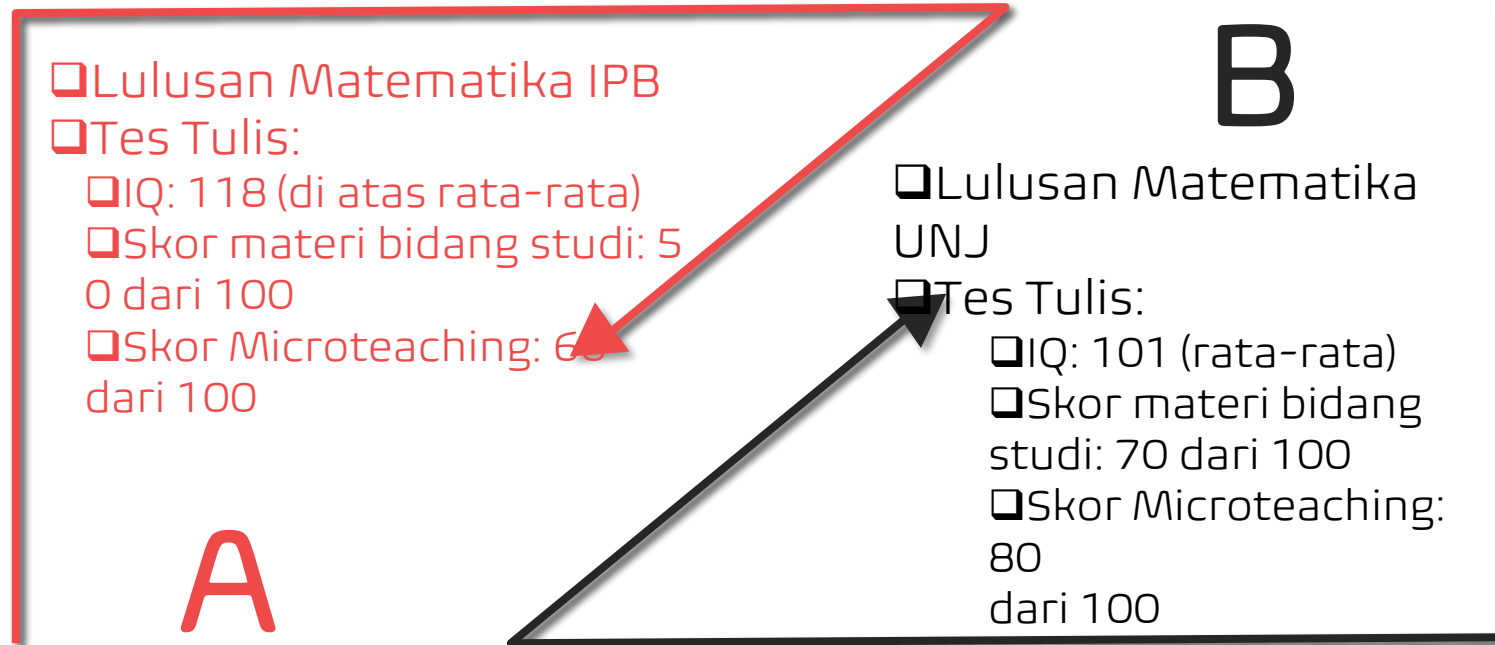 ❑Lulusan Matematika IPB
❑Tes Tulis:
❑IQ: 118 (di atas rata-rata)
❑Skor materi bidang studi: 5
0 dari 100
❑Skor Microteaching: 60
dari 100
A
B
❑Lulusan Matematika
UNJ
❑Tes Tulis:
❑IQ: 101 (rata-rata)
❑Skor materi bidang
studi: 70 dari 100
❑Skor Microteaching:
80
dari 100